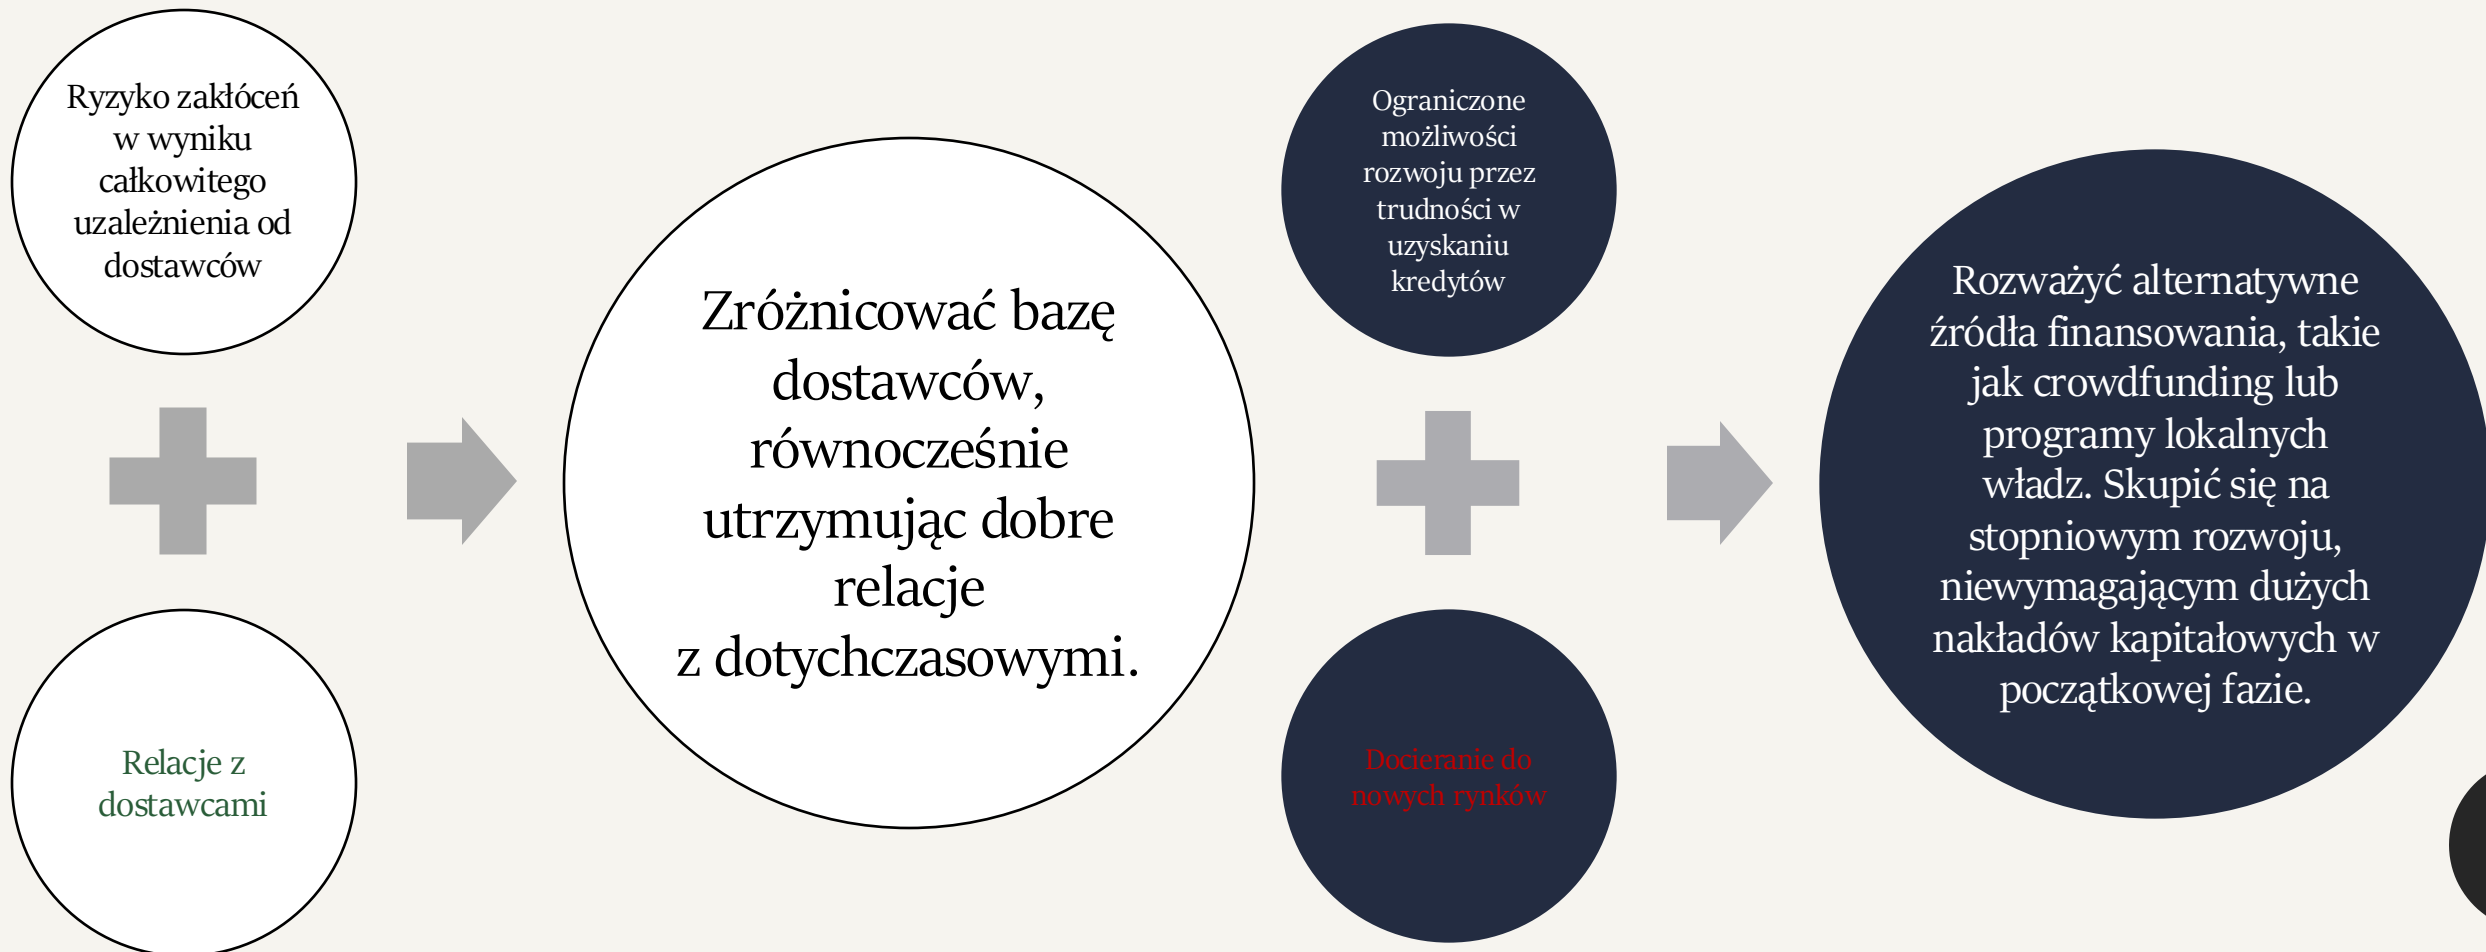 Ryzyko zakłóceń
w wyniku
całkowitego
uzależnienia od
dostawców
Relacje z
dostawcami
Zróżnicować bazę
dostawców,
równocześnie
utrzymując dobre
relacje
z dotychczasowymi.
Ograniczone
możliwości
rozwoju przez
trudności w
uzyskaniu
kredytów
Docieranie do
nowych rynków
Rozważyć alternatywne
źródła finansowania, takie
jak crowdfunding lub
programy lokalnych
władz. Skupić się na
stopniowym rozwoju,
niewymagającym dużych
nakładów kapitałowych w
początkowej fazie.